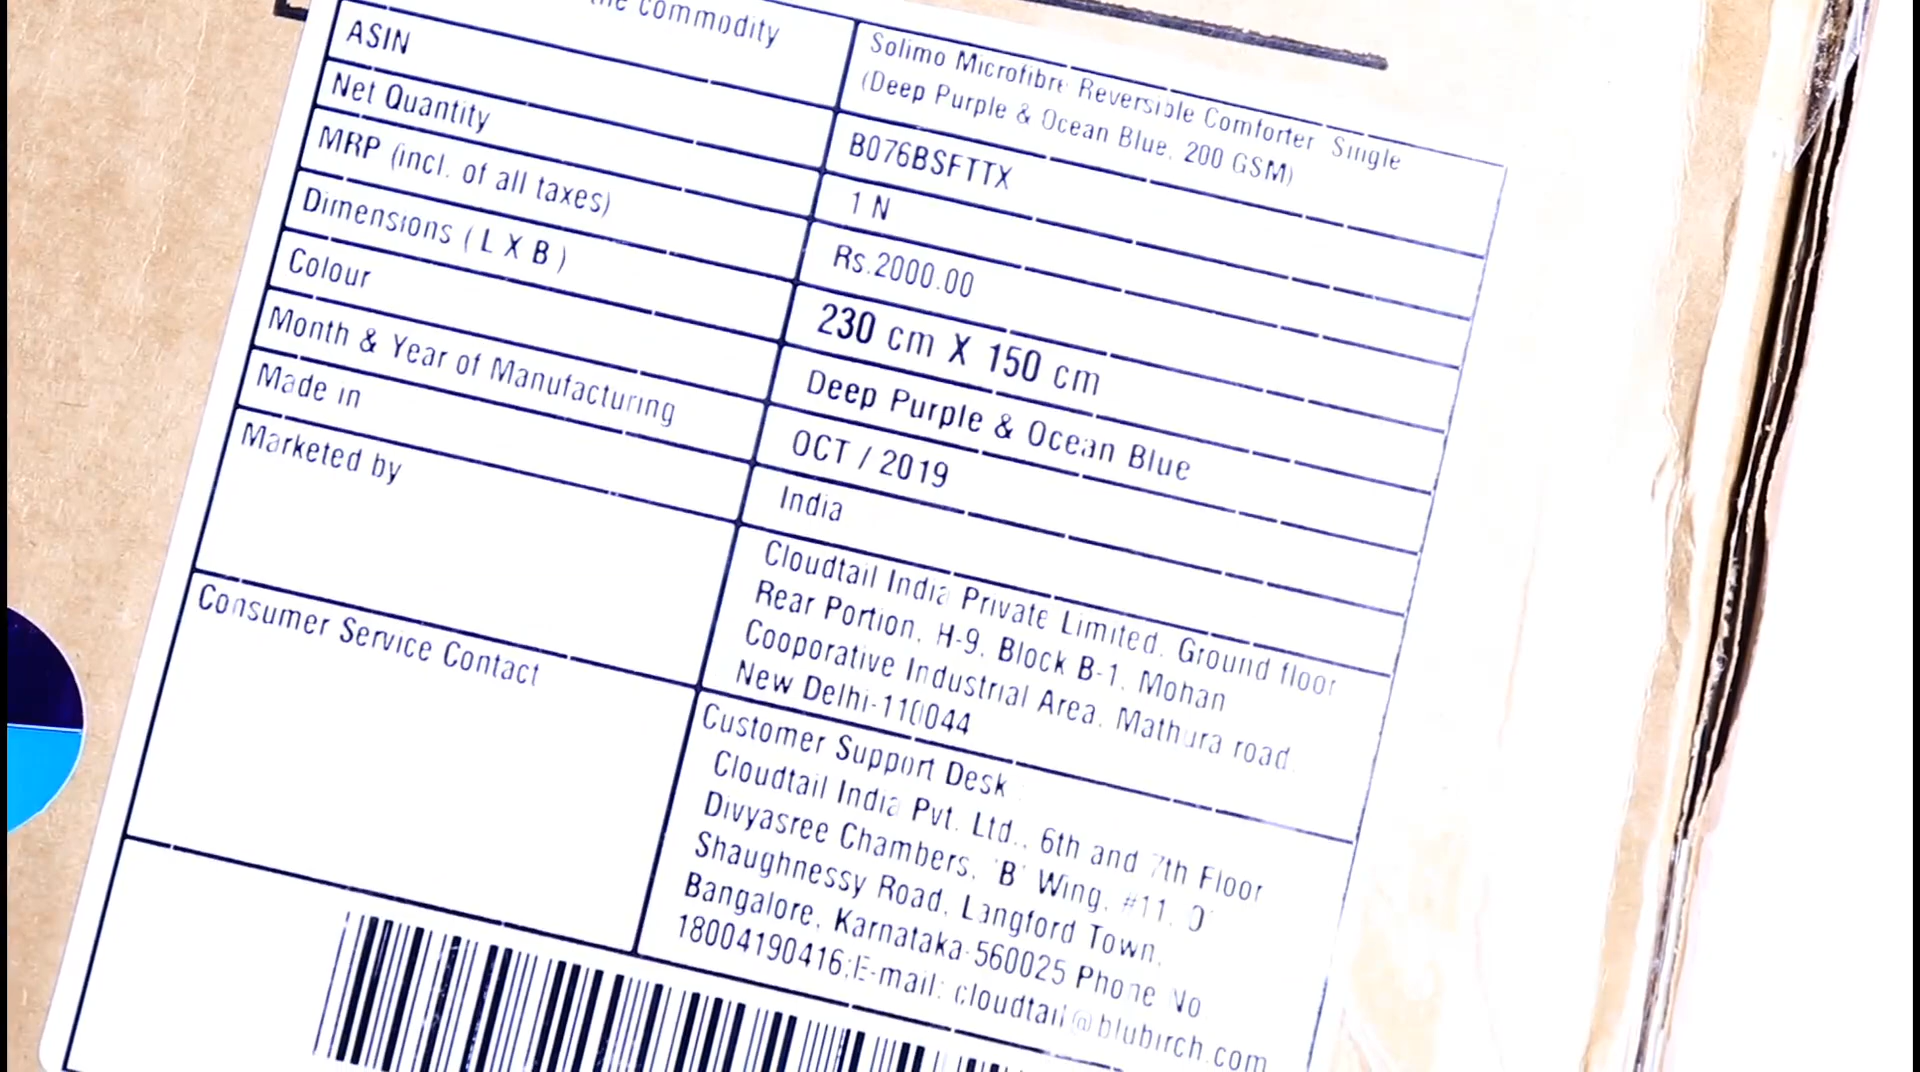 the commodity
Solimo Microfibre Reversible Comforter, Single
(Deep Purple & Ocean Blue, 200 GSM)
ASIN
B076BSFTTX
Net Quantity
1 N
MRP (incl. of all taxes)
Rs.2000.00
Dimensions ( L X B )
230 cm X 150 cm
Colour
Deep Purple & Ocean Blue
Month & Year of Manufacturing
OCT / 2019
Made in
India
Marketed by
Cloudtail India Private Limited, Ground floor
Rear Portion, H-9, Block B-1, Mohan
Cooporative Industrial Area, Mathura road,
New Delhi-110044
Consumer Service Contact
Customer Support Desk :
Cloudtail India Pvt. Ltd., 6th and 7th Floor
Divyasree Chambers, 'B' Wing, #11, O'
Shaughnessy Road, Langford Town,
Bangalore, Karnataka-560025 Phone No
18004190416;E-mail: cloudtail@blubirch.com